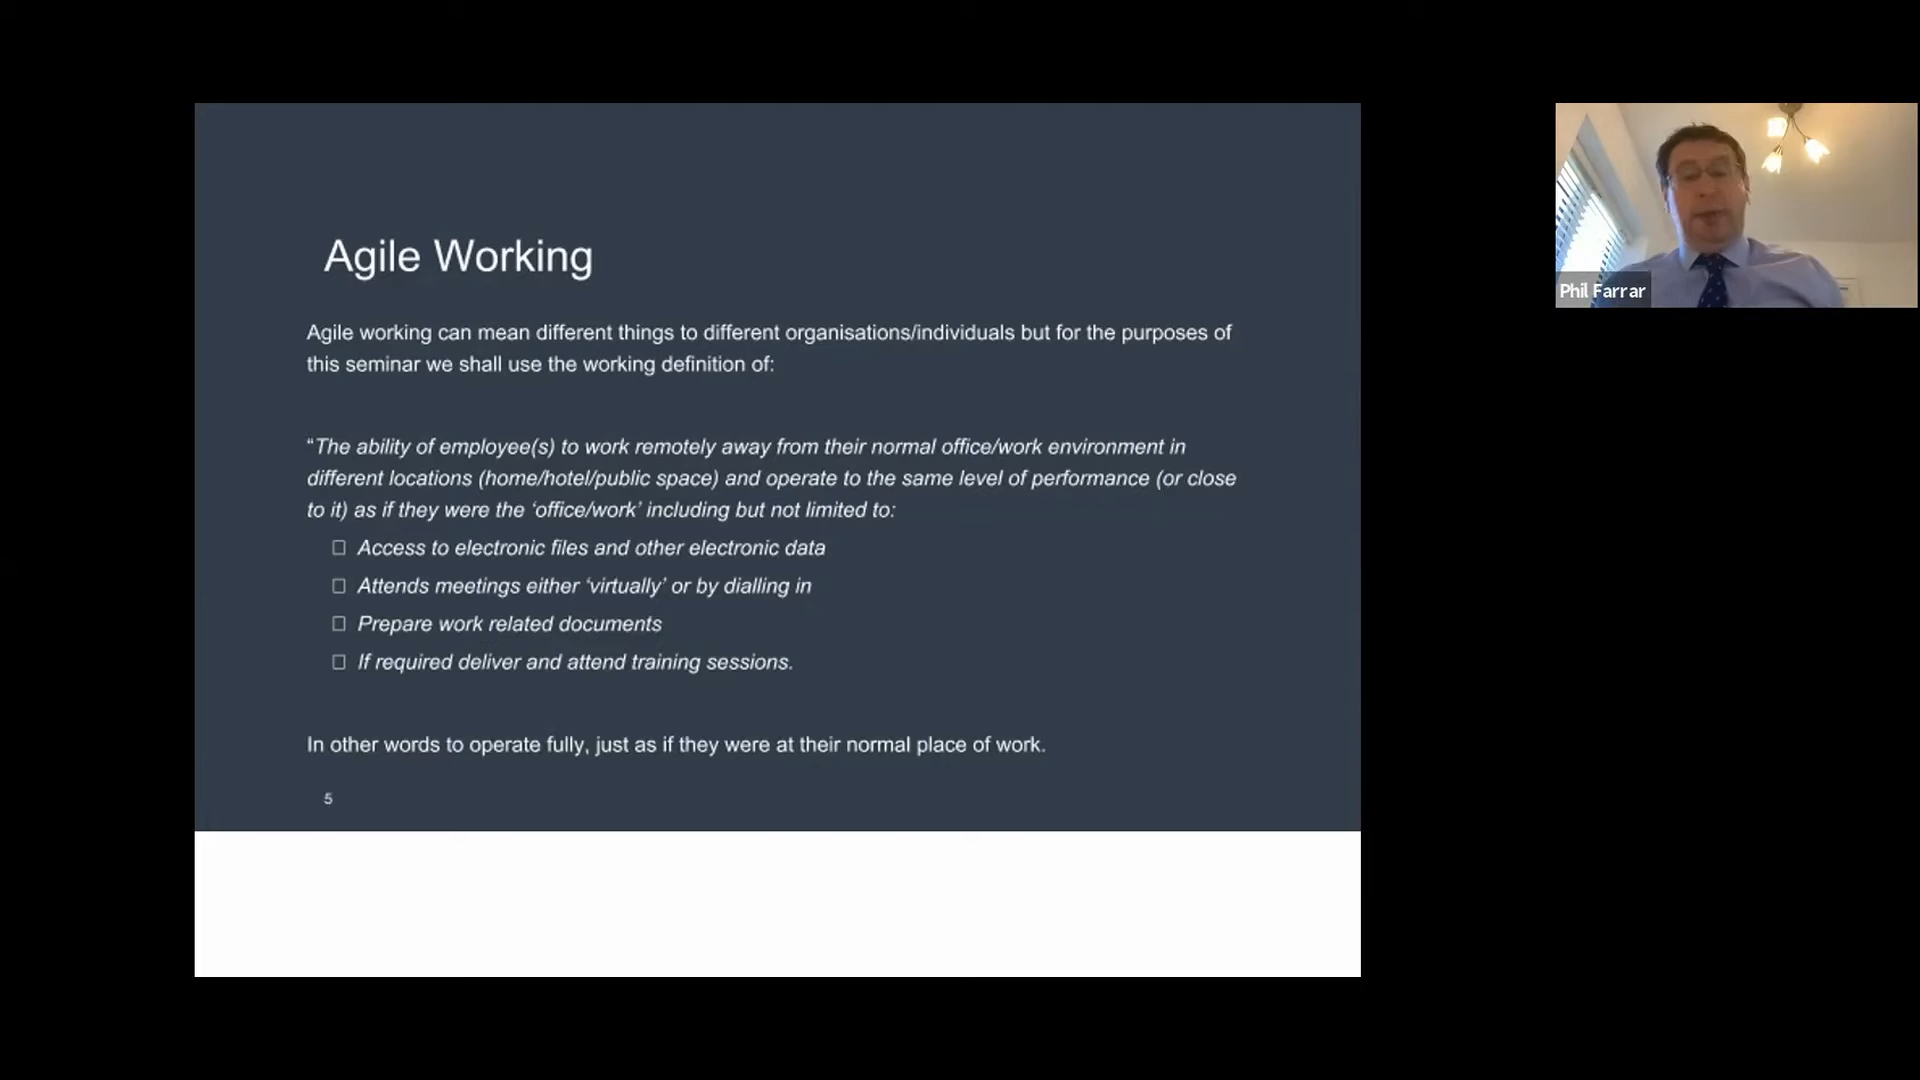 Agile Working
Agile working can mean different things to different organisations/individuals but for the purposes of
this seminar we shall use the working definition of:
“The ability of employee(s) to work remotely away from their normal office/work environment in
different locations (home/hotel/public space) and operate to the same level of performance (or close
to it) as if they were the ‘office/work’ including but not limited to:
Access to electronic files and other electronic data
Attends meetings either ‘virtually’ or by dialling in
Prepare work related documents
If required deliver and attend training sessions.
In other words to operate fully, just as if they were at their normal place of work.
5
Phil Farrar